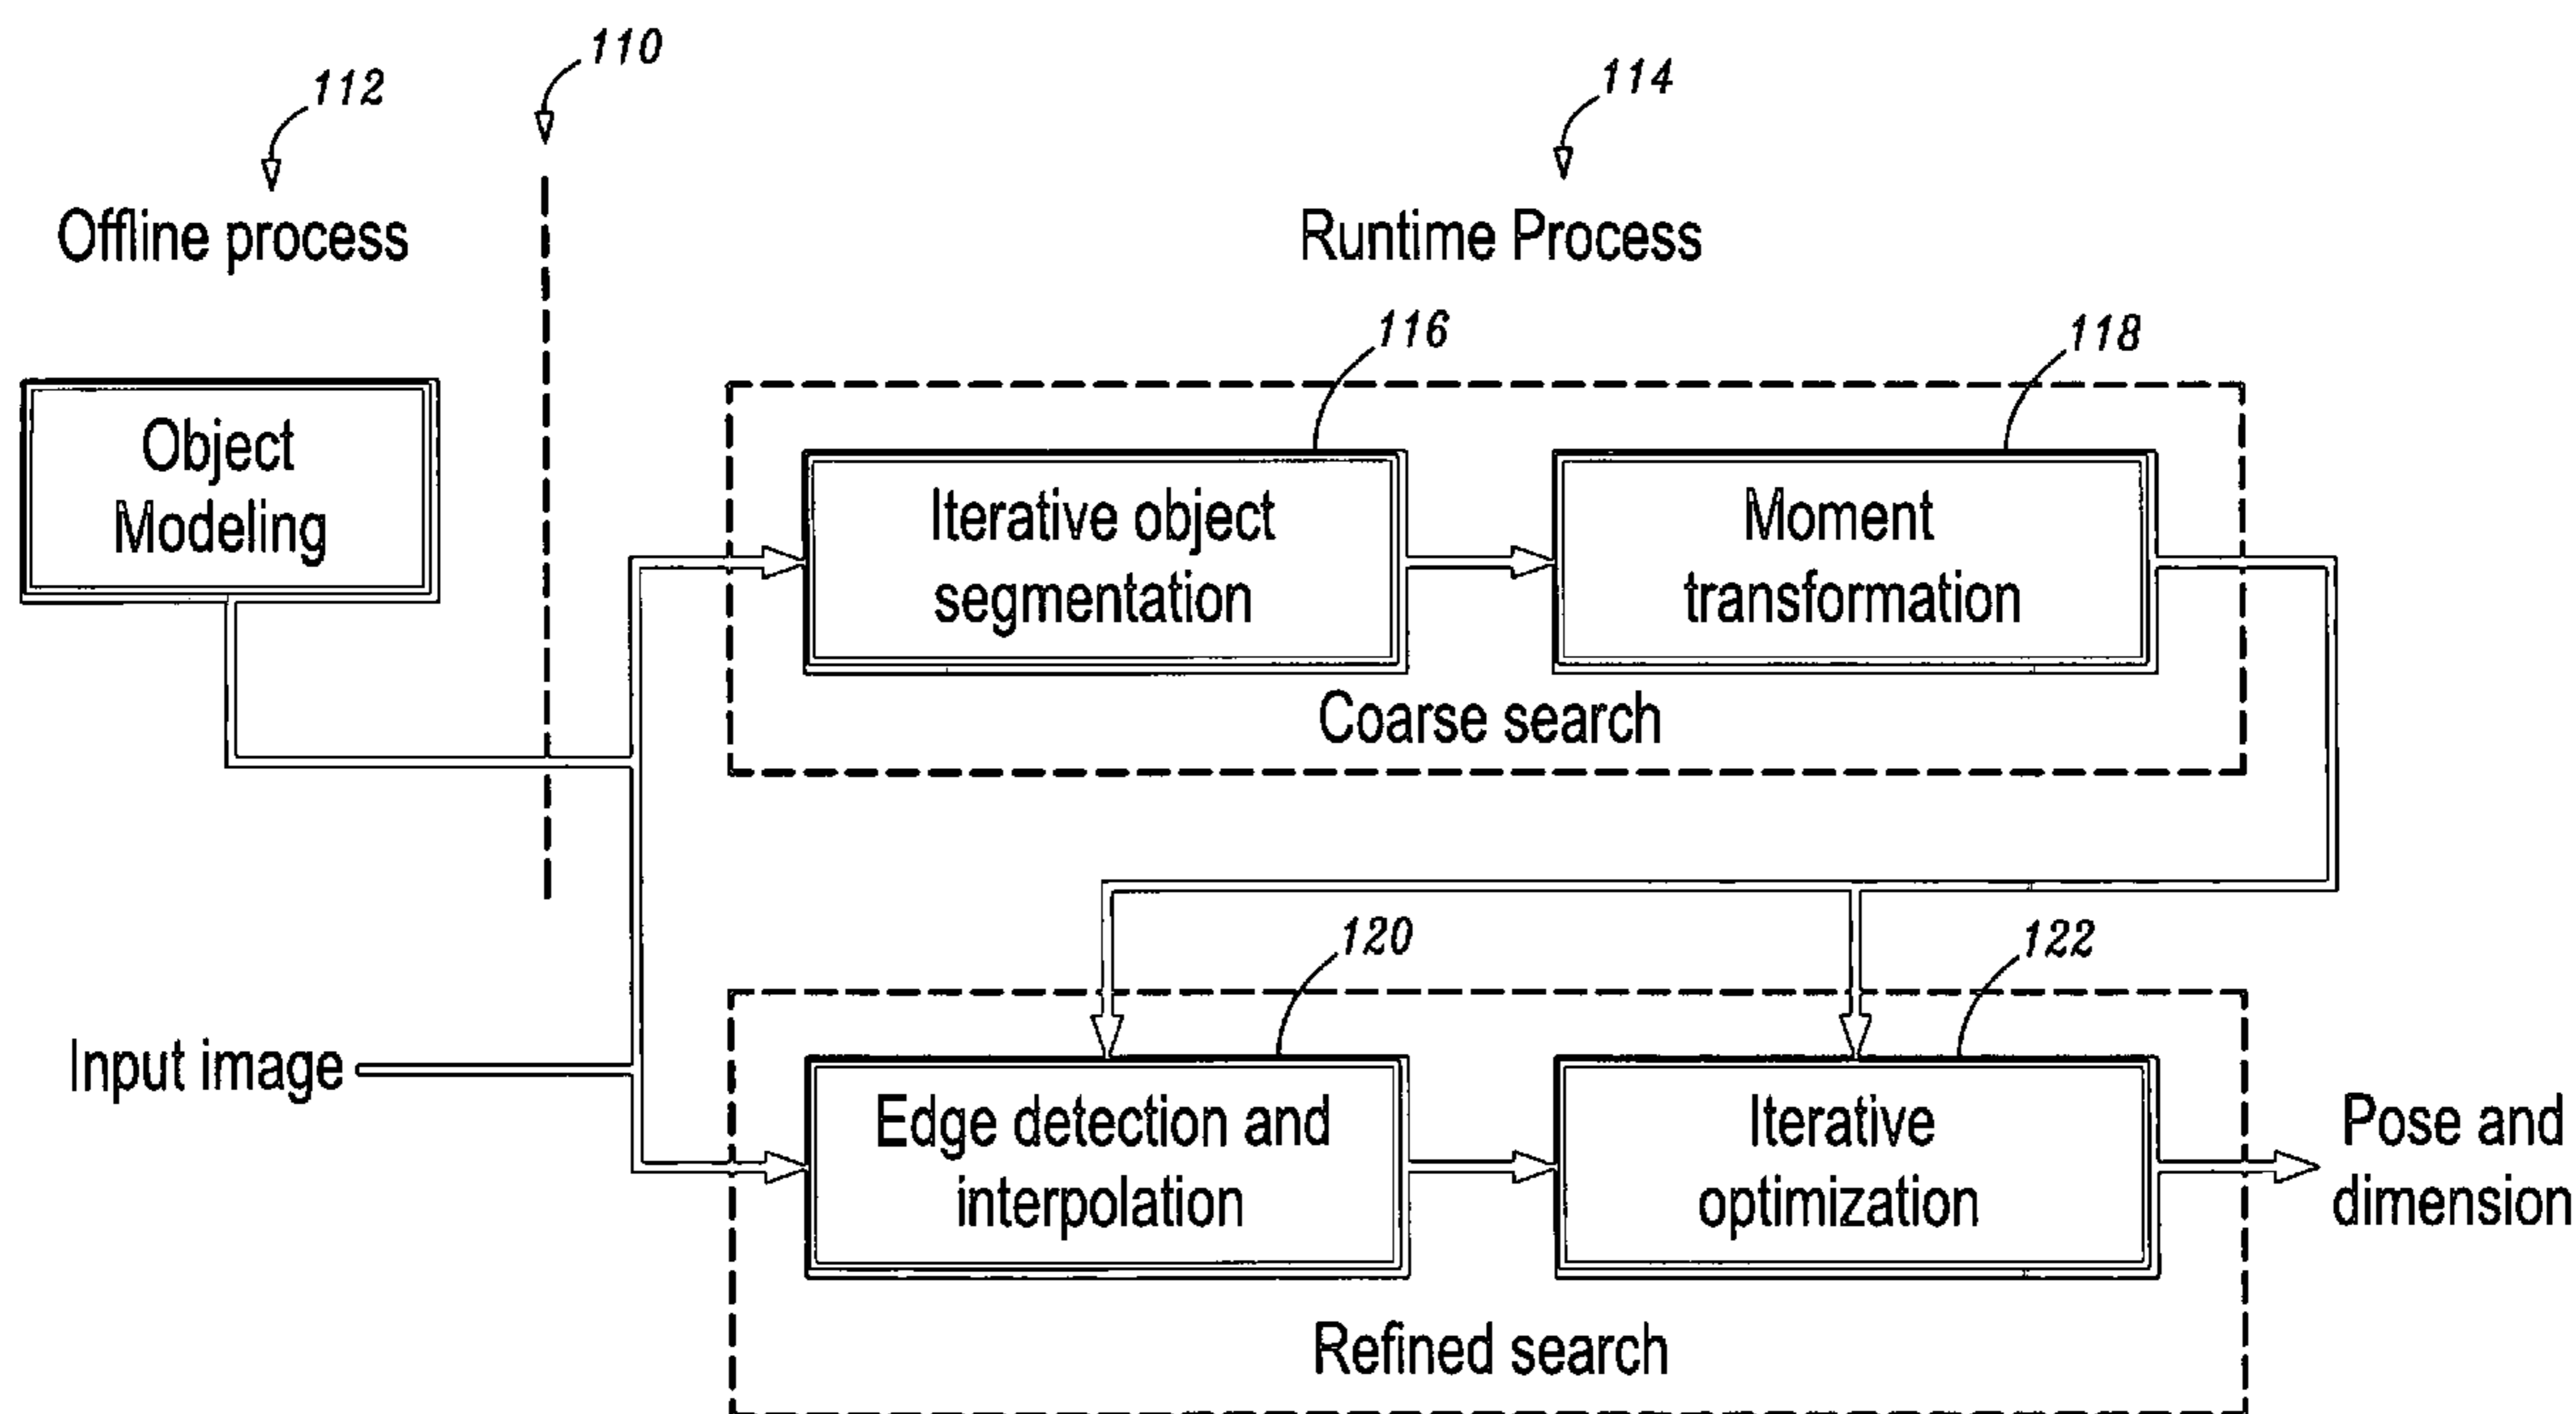 110
112
114
Offline process
Runtime Process
116
118
Object
Modeling
Iterative object
segmentation
Moment
transformation
Coarse search
120
122
Input image
Edge detection and
interpolation
Iterative
optimization
Pose and
dimension
Refined search